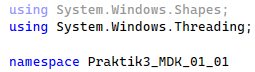 using System.Windows.Shapes;
using System.Windows.Threading;
namespace Praktik3_MDK_01_01